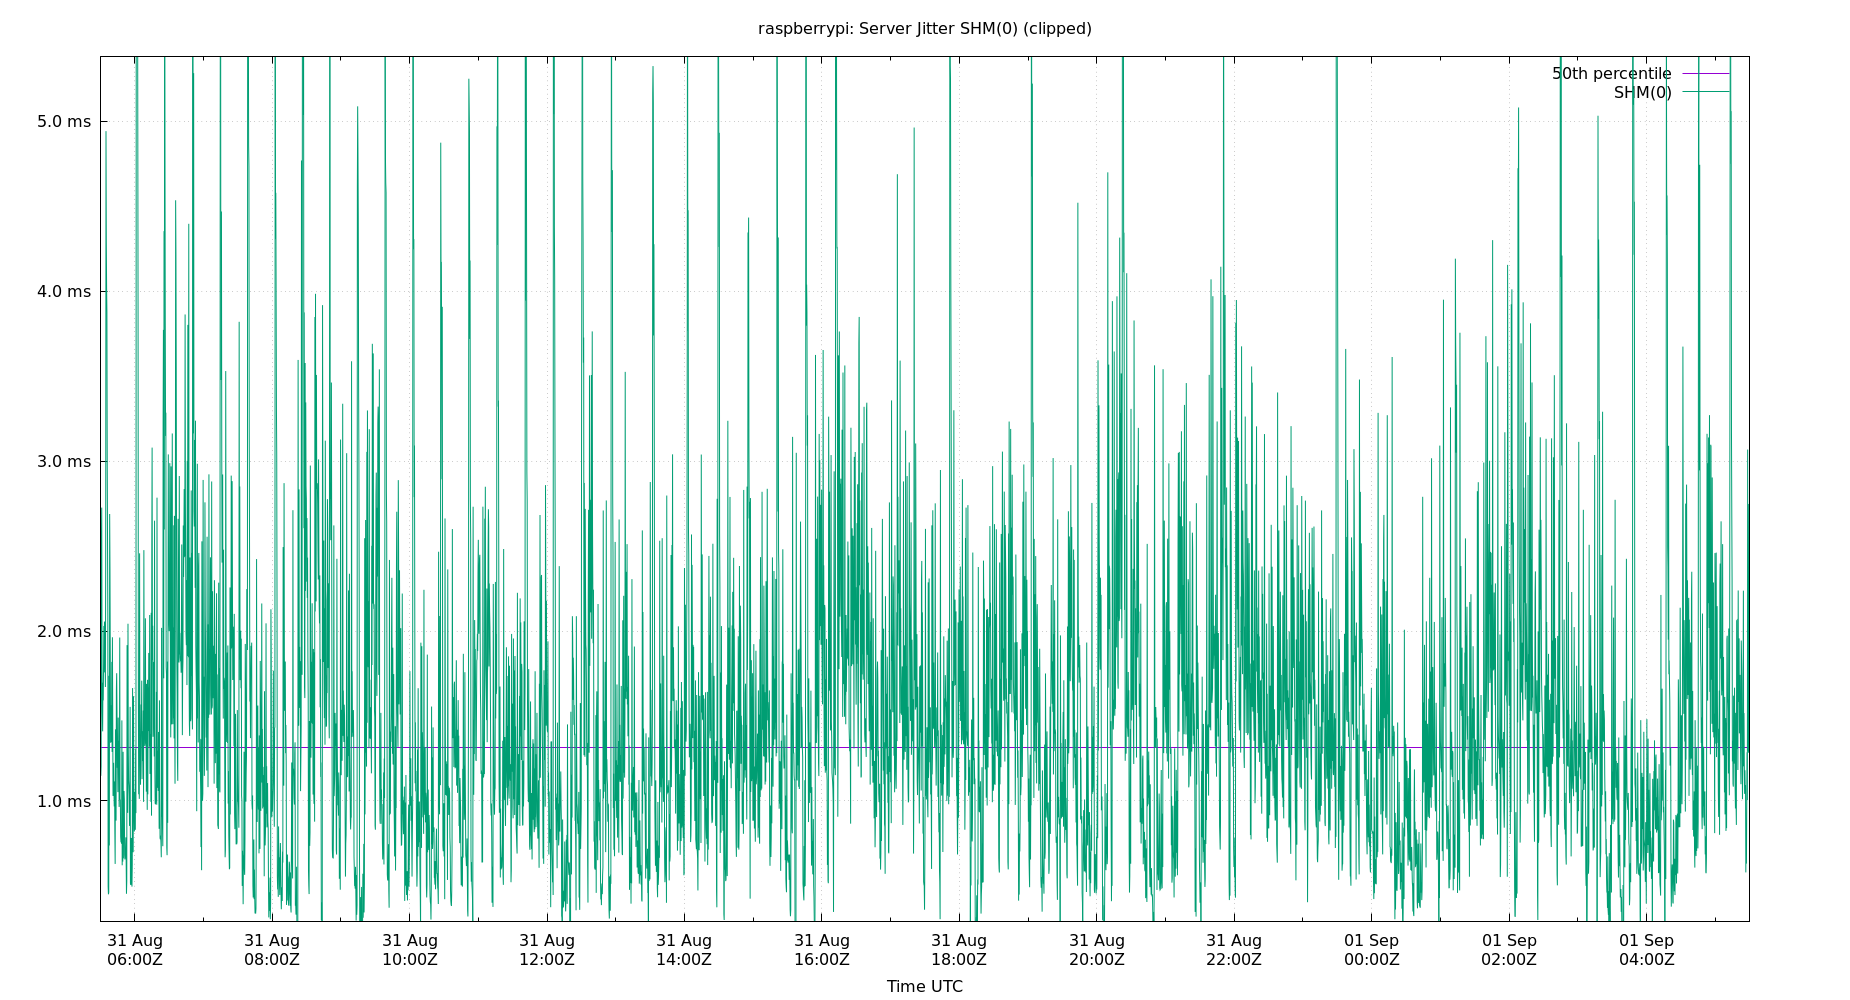 raspberrypi: Server Jitter SHM(0) (clipped)
50th percentile
SHM(0)
5.0 ms
4.0 ms
3.0 ms
2.0 ms
1.0 ms
31 Aug 31 Aug 31 Aug 31 Aug 31 Aug 31 Aug 31 Aug 31 Aug 31 Aug 01 Sep 01 Sep 01 Sep
06:00Z 08:00Z 10:00Z 12:00Z 14:00Z 16:00Z 18:00Z 20:00Z 22:00Z 00:00Z 02:00Z 04:00Z
Time UTC